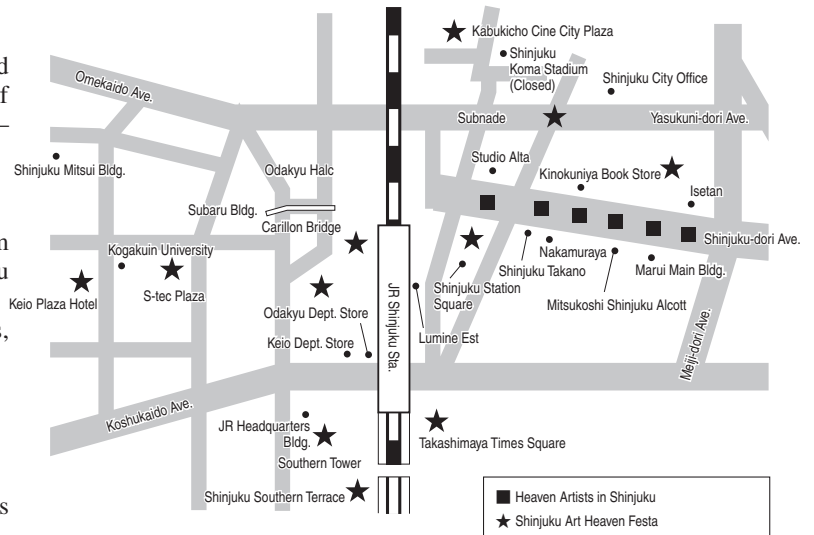 Kabukicho Cine City Plaza
Shinjuku
Koma Stadium
(Closed)
Shinjuku City Office
Omekaido Ave.
Subnade
Yasukuni-dori Ave.
Shinjuku Mitsui Bldg.
Odakyu Halc
Studio Alta
Kinokuniya Book Store
Isetan
Subaru Bldg.
Carillon Bridge
Shinjuku-dori Ave.
Kogakuin University
Nakamuraya
Shinjuku Takano
Marui Main Bldg.
Keio Plaza Hotel
S-tec Plaza
Shinjuku Station
Square
Mitsukoshi Shinjuku Alcott
Odakyu Dept. Store
JR Shinjuku Sta.
Lumine Est
Keio Dept. Store
Meiji-dori Ave.
Koshukaido Ave.
JR Headquarters
Bldg.
Takashimaya Times Square
Southern Tower
Shinjuku Southern Terrace
Heaven Artists in Shinjuku
Shinjuku Art Heaven Festa